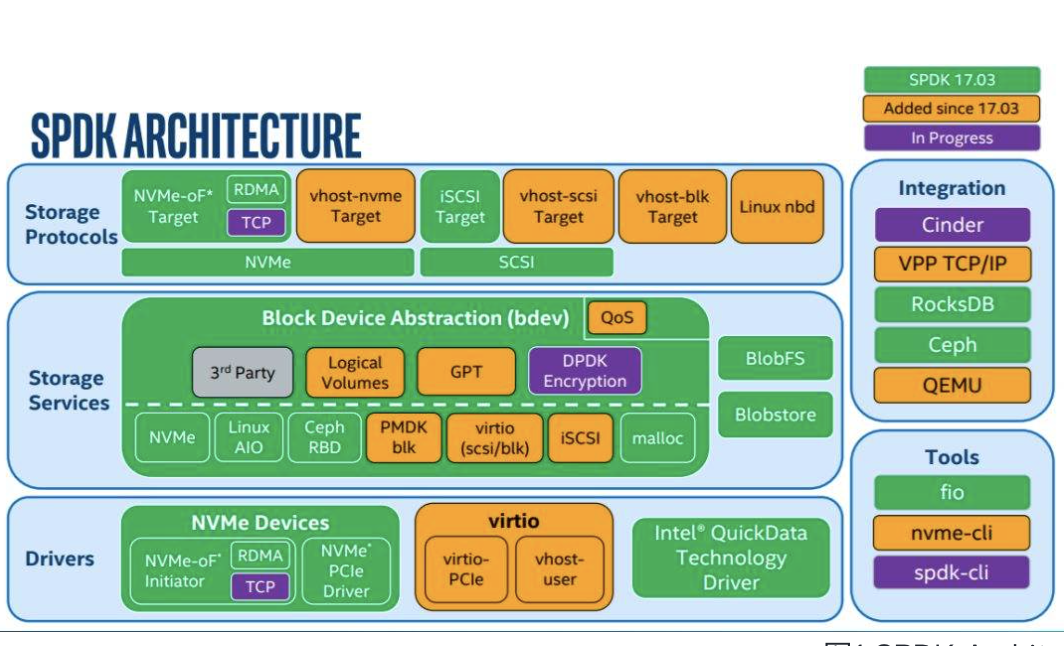 SPDK 17.03
Added since 17.03
In Progress
SPDK ARCHITECTURE
Storage
Protocols
NVMe-oF*
Target
RDMA
TCP
vhost-nvme
Target
iSCSI
Target
vhost-scsi
Target
vhost-blk
Target
Linux nbd
NVMe
SCSI
Storage
Services
Block Device Abstraction (bdev)
QoS
3rd Party
Logical
Volumes
GPT
DPDK
Encryption
NVMe
Linux
AIO
Ceph
RBD
PMDK
blk
virtio
(scsi/blk)
iSCSI
malloc
BlobFS
Blobstore
Drivers
NVMe Devices
NVMe-oF*
Initiator
RDMA
TCP
NVMe*
PCIe
Driver
virtio
virtio-
PCIe
vhost-
user
Intel® QuickData
Technology
Driver
Integration
Cinder
VPP TCP/IP
RocksDB
Ceph
QEMU
Tools
fio
nvme-cli
spdk-cli